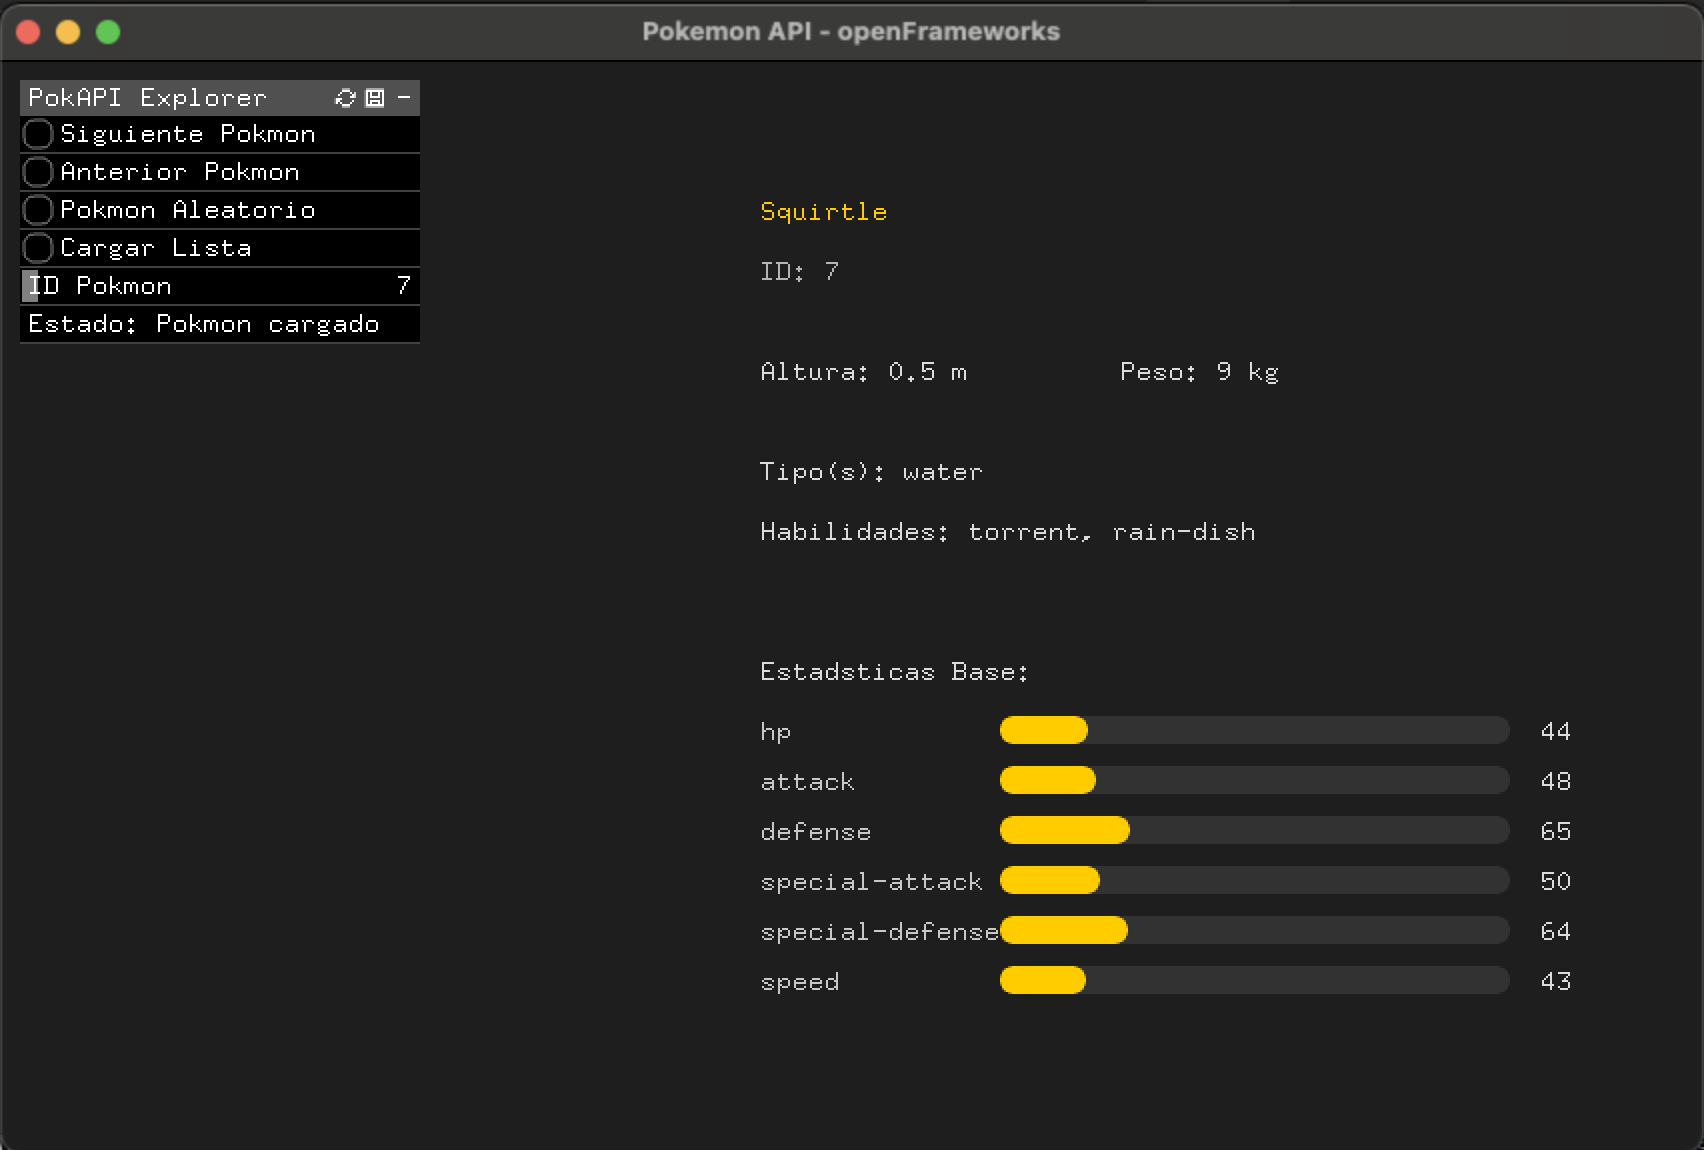 Pokemon API - openFrameworks
PokAPI Explorer
Siguiente Pokmon
Anterior Pokmon
Pokmon Aleatorio
Cargar Lista
ID Pokmon 7
Estado: Pokmon cargado
Squirtle
ID: 7
Altura: 0.5 m Peso: 9 kg
Tipo(s): water
Habilidades: torrent, rain-dish
Estadsticas Base:
hp 44
attack 48
defense 65
special-attack 50
special-defense 64
speed 43